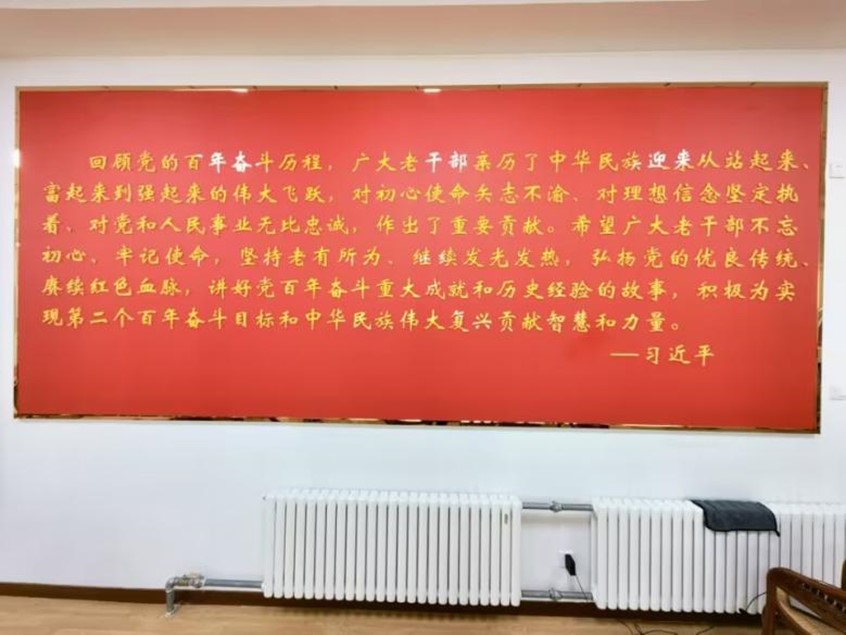 回顾党的百年奋斗历程，广大老干部亲历了中华民族迎来从站起来、
富起来到强起来的伟大飞跃，对初心使命矢志不渝、对理想信念坚定执
着、对党和人民事业无比忠诚，作出了重要贡献。希望广大老干部不忘
初心、牢记使命，坚持老有所为、继续发光发热，弘扬党的优良传统、
赓续红色血脉，讲好党百年奋斗重大成就和历史经验的故事，积极为实
现第二个百年奋斗目标和中华民族伟大复兴贡献智慧和力量。
——习近平